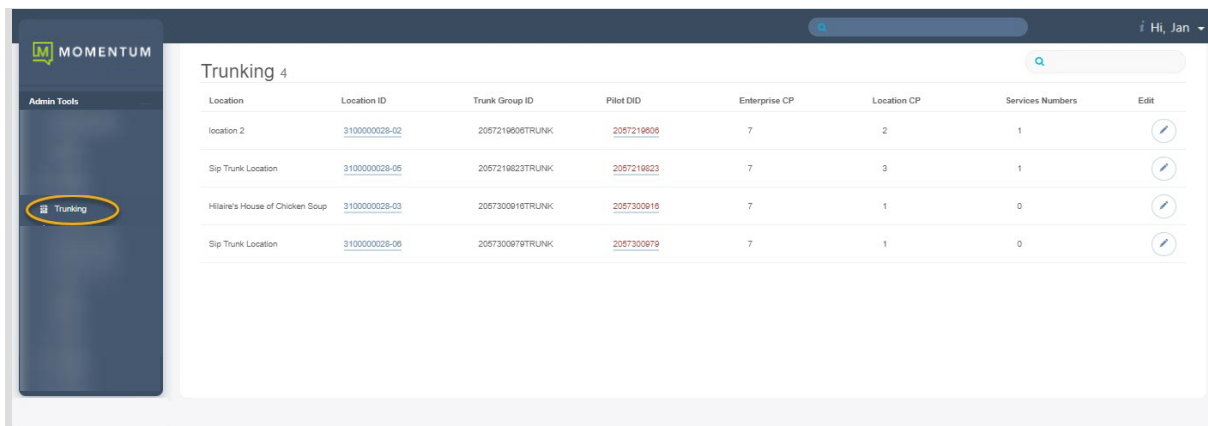 Hi, Jan
M MOMENTUM
Admin Tools
Trunking
Trunking 4
Location Location ID Trunk Group ID Pilot DID Enterprise CP Location CP Services Numbers Edit
location 2 3100000028-02 2057219606TRUNK 2057219606 7 2 1
Sip Trunk Location 3100000028-05 2057219823TRUNK 2057219823 7 3 1
Hilaire's House of Chicken Soup 3100000028-03 2057300916TRUNK 2057300916 7 1 0
Sip Trunk Location 3100000028-06 2057300979TRUNK 2057300979 7 1 0